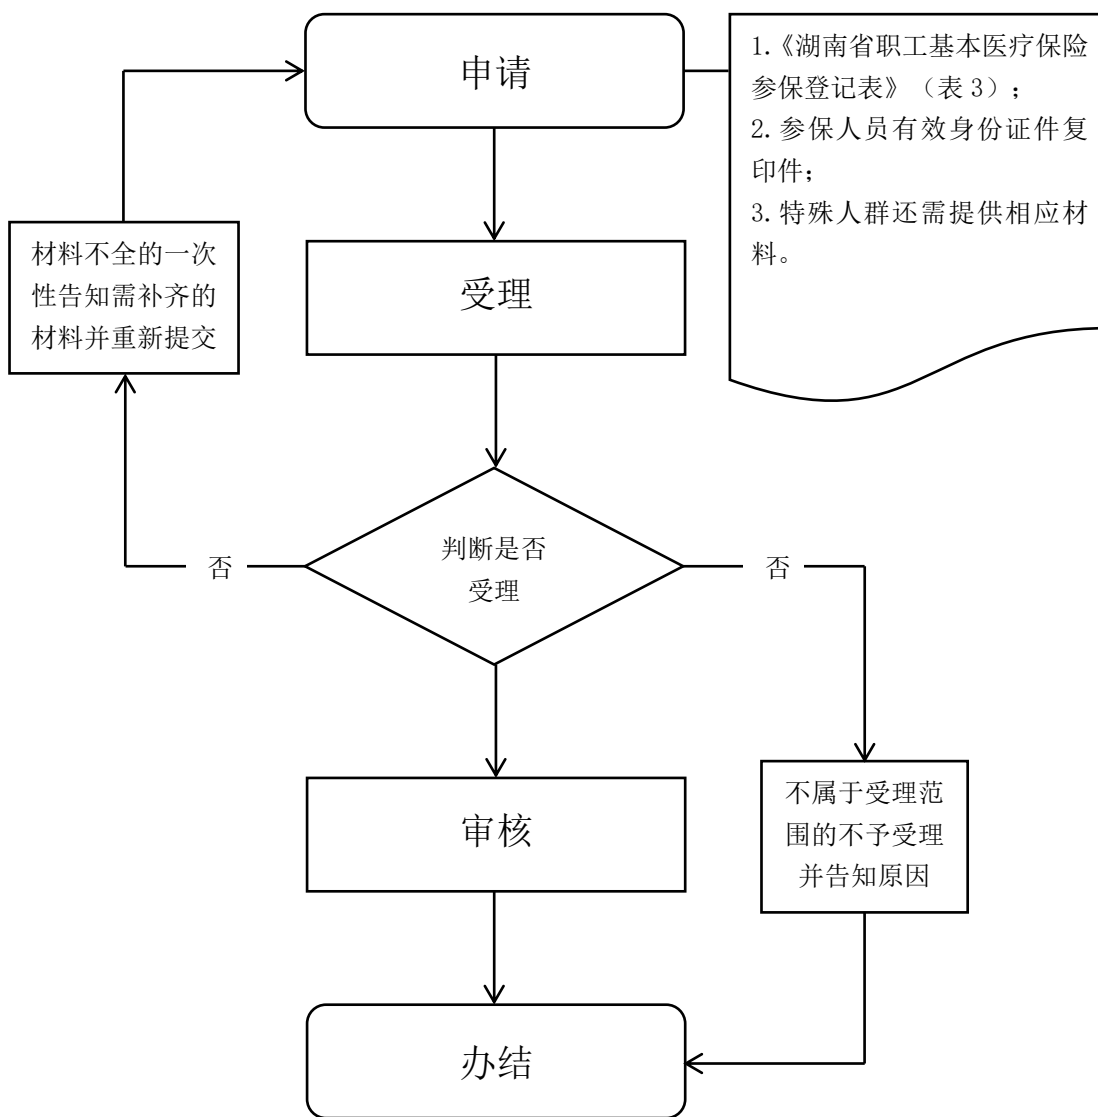 申请
1.《湖南省职工基本医疗保险
参保登记表》（表 3）；
2.参保人员有效身份证件复
印件；
3.特殊人群还需提供相应材
料。
材料不全的一次
性告知需补齐的
材料并重新提交
受理
判断是否
受理
否
否
审核
不属于受理范
围的不予受理
并告知原因
办结